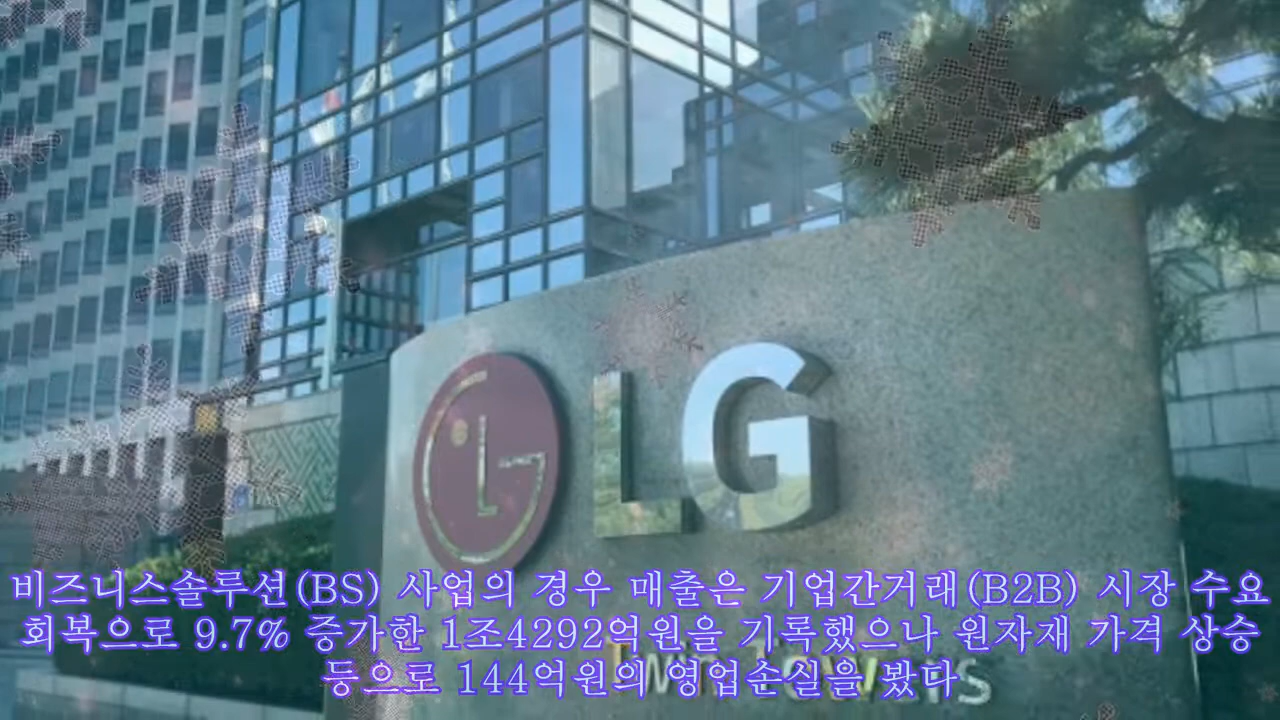 LG
비즈니스솔루션(BS) 사업의 경우 매출은 기업간거래(B2B) 시장 수요
회복으로 9.7% 증가한 1조4292억원을 기록했으나 원자재 가격 상승
등으로 144억원의 영업손실을 봤다